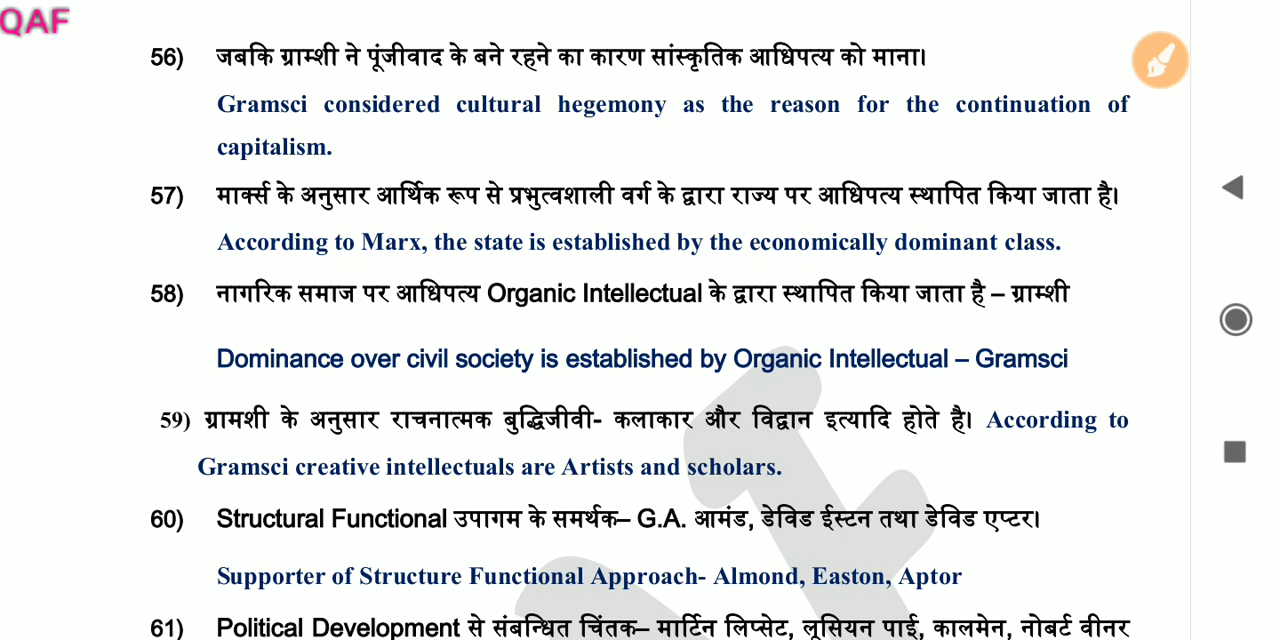 QAF
56) जबकि ग्राम्शी ने पूंजीवाद के बने रहने का कारण सांस्कृतिक आधिपत्य को माना।
Gramsci considered cultural hegemony as the reason for the continuation of
capitalism.
57) मार्क्स के अनुसार आर्थिक रूप से प्रभुत्वशाली वर्ग के द्वारा राज्य पर आधिपत्य स्थापित किया जाता है।
According to Marx, the state is established by the economically dominant class.
58) नागरिक समाज पर आधिपत्य Organic Intellectual के द्वारा स्थापित किया जाता है – ग्राम्शी
Dominance over civil society is established by Organic Intellectual – Gramsci
59) ग्रामशी के अनुसार राचनात्मक बुद्धिजीवी- कलाकार और विद्वान इत्यादि होते है। According to
Gramsci creative intellectuals are Artists and scholars.
60) Structural Functional उपागम के समर्थक– G.A. आमंड, डेविड ईस्टन तथा डेविड एप्टर।
Supporter of Structure Functional Approach- Almond, Easton, Aptor
61) Political Development से संबन्धित चिंतक– मार्टिन लिप्सेट, लूसियन पाई, कालमेन, नोबर्ट वीनर